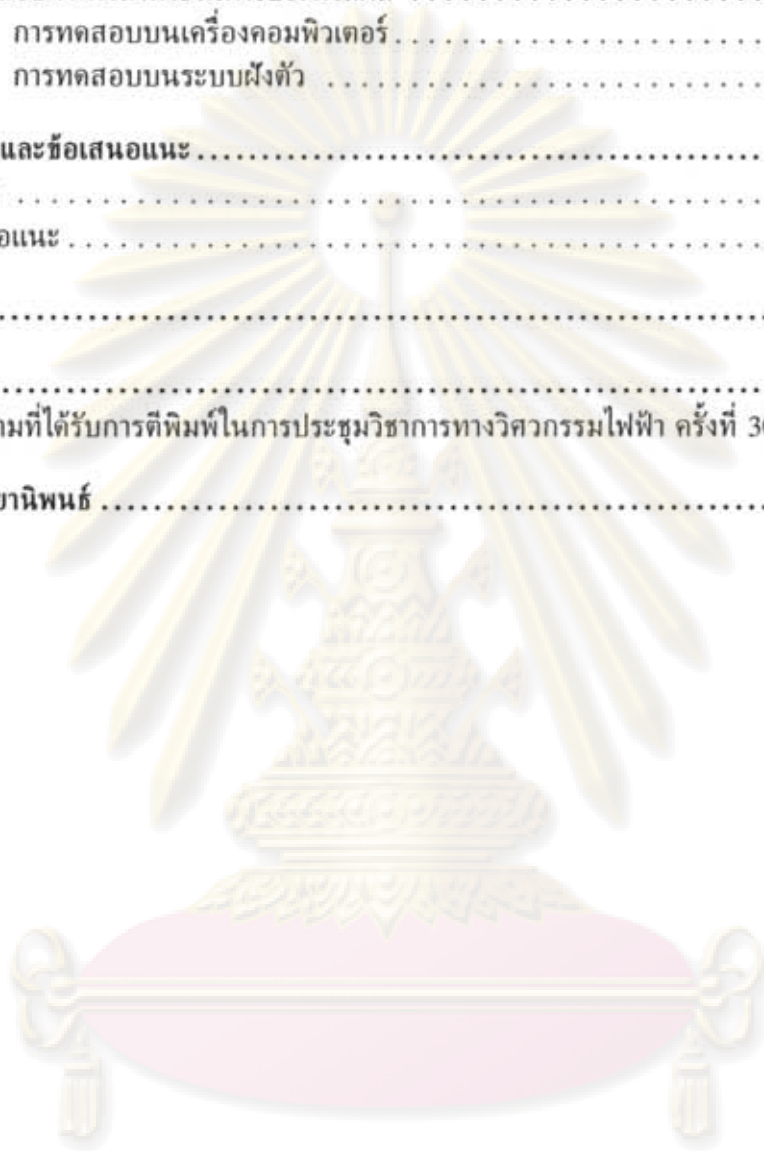 การทดสอบบนเครื่องคอมพิวเตอร์ . . . . . . . . . . . . . . . . . . . . . .
การทดสอบบนระบบฝังตัว . . . . . . . . . . . . . . . . . . . . . . . . . .
และข้อเสนอแนะ . . . . . . . . . . . . . . . . . . . . . . . . . . . . . .
อแนะ . . . . . . . . . . . . . . . . . . . . . . . . . . . . . . . . . .
ามที่ได้รับการตีพิมพ์ในการประชุมวิชาการทางวิศวกรรมไฟฟ้า ครั้งที่ 30
ยานิพนธ์ . . . . . . . . . . . . . . . . . . . . . . . . . . . . . . . .